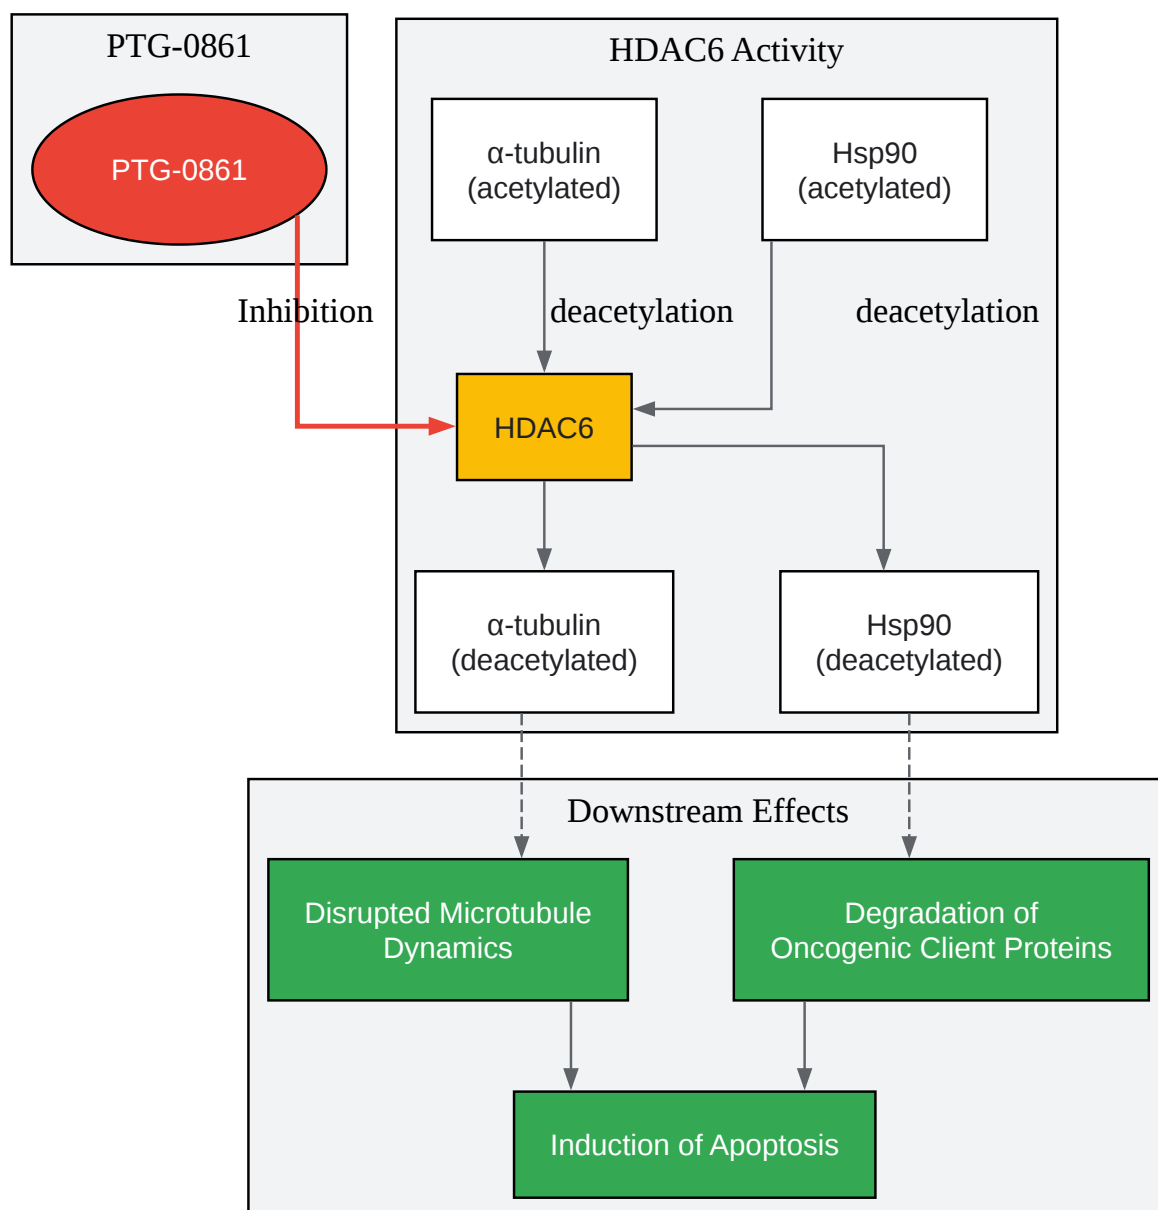 PTG-0861
PTG-0861
Inhibition
HDAC6 Activity
α-tubulin
(acetylated)
Hsp90
(acetylated)
deacetylation
deacetylation
HDAC6
α-tubulin
(deacetylated)
Hsp90
(deacetylated)
Downstream Effects
Disrupted Microtubule
Dynamics
Degradation of
Oncogenic Client Proteins
Induction of Apoptosis